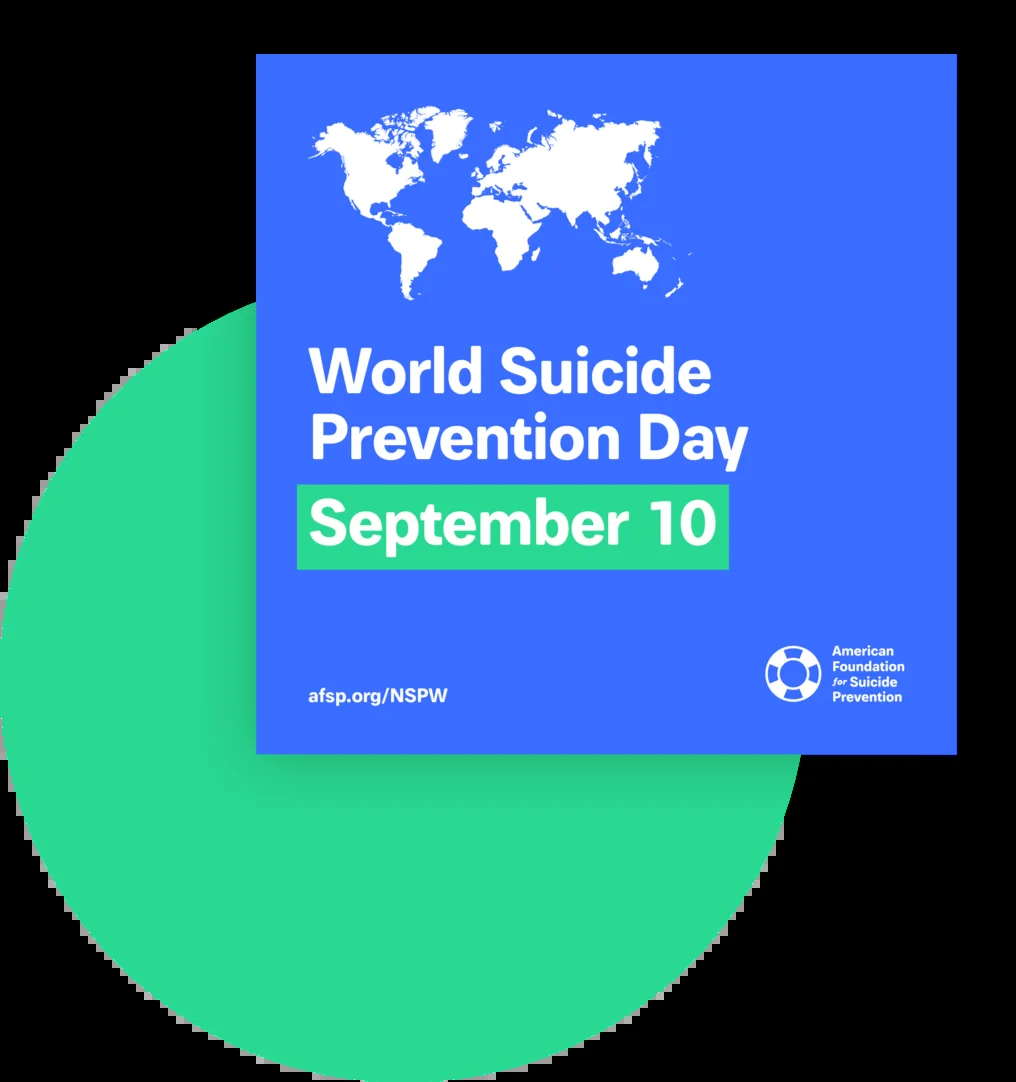 World Suicide
Prevention Day
September 10
afsp.org/NSPW
American
Foundation
for Suicide
Prevention